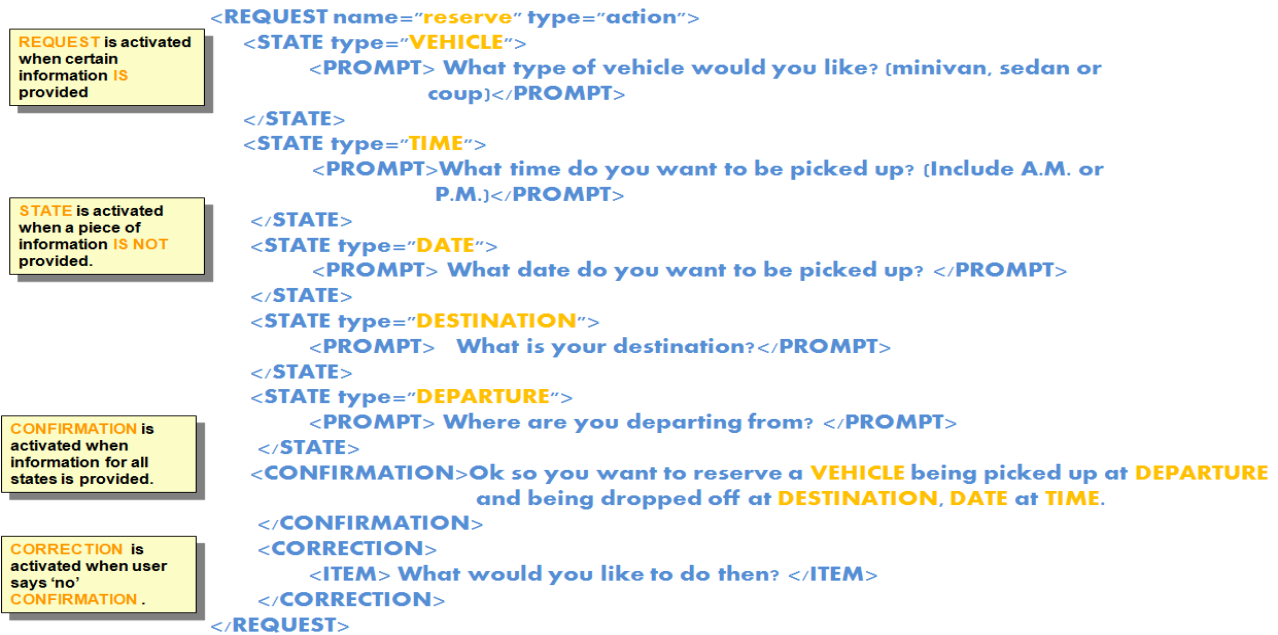 <REQUEST name="reserve" type="action">
REQUEST is activated
when certain
information IS
provided
<STATE type="VEHICLE">
<PROMPT> What type of vehicle would you like? (minivan, sedan or
coup)</PROMPT>
</STATE>
<STATE type="TIME">
<PROMPT>What time do you want to be picked up? (Include A.M. or
P.M.)</PROMPT>
</STATE>
STATE is activated
when a piece of
information IS NOT
provided.
<STATE type="DATE">
<PROMPT> What date do you want to be picked up? </PROMPT>
</STATE>
<STATE type="DESTINATION">
<PROMPT> What is your destination?</PROMPT>
</STATE>
<STATE type="DEPARTURE">
<PROMPT> Where are you departing from? </PROMPT>
</STATE>
CONFIRMATION is
activated when
information for all
states is provided.
<CONFIRMATION>Ok so you want to reserve a VEHICLE being picked up at DEPARTURE
and being dropped off at DESTINATION, DATE at TIME.
</CONFIRMATION>
CORRECTION is
activated when user
says ‘no’
CONFIRMATION .
<CORRECTION>
<ITEM> What would you like to do then? </ITEM>
</CORRECTION>
</REQUEST>